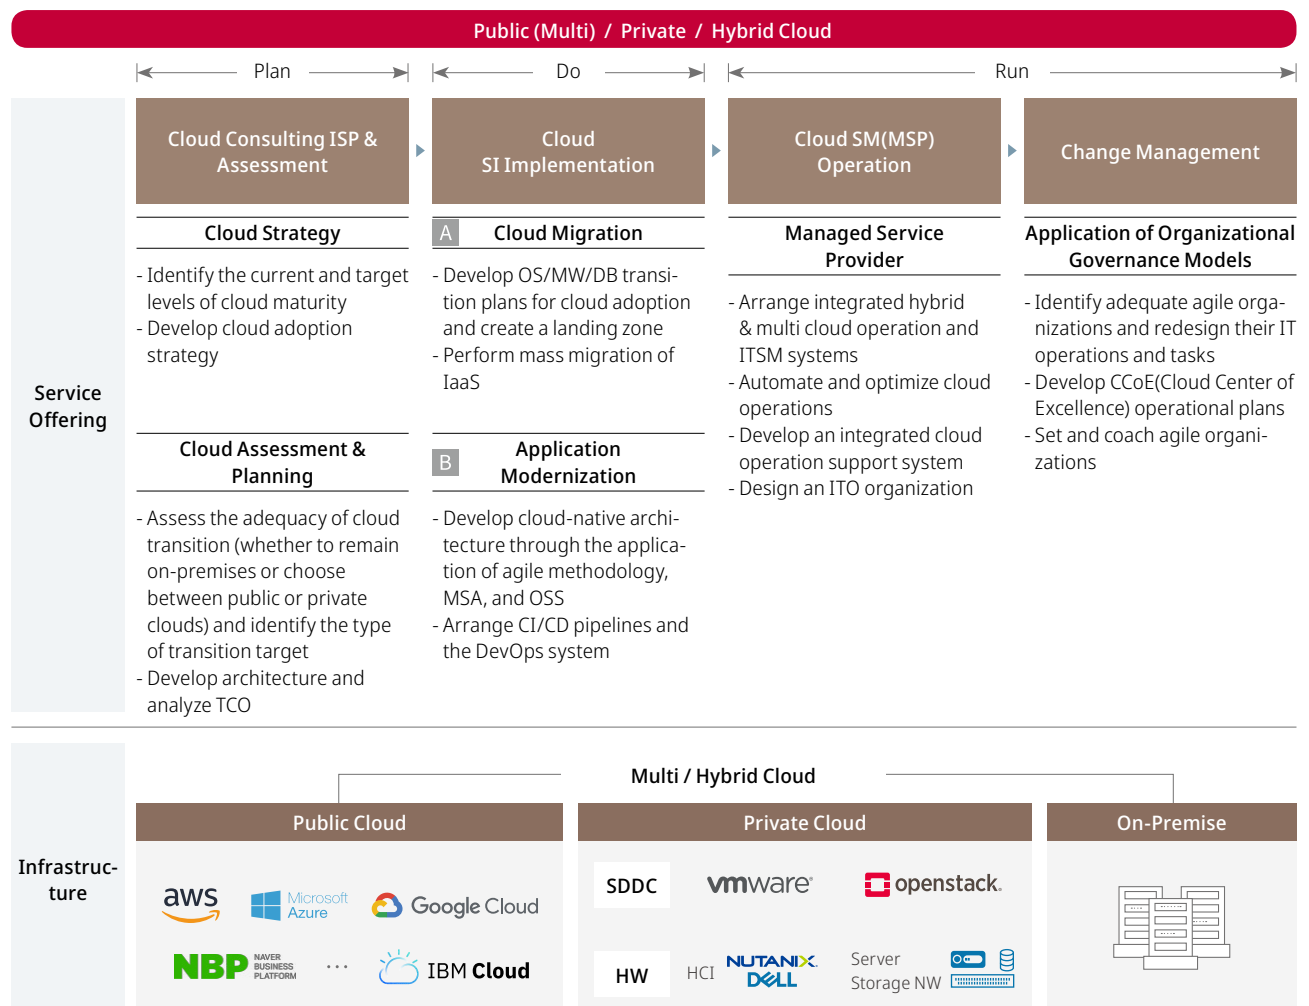 Public (Multi) / Private / Hybrid Cloud
Plan
Do
Run
Service
Offering
Cloud Consulting ISP &
Assessment
Cloud
SI Implementation
Cloud SM(MSP)
Operation
Change Management
Cloud Strategy
- Identify the current and target
levels of cloud maturity
- Develop cloud adoption
strategy
Cloud Assessment &
Planning
- Assess the adequacy of cloud
transition (whether to remain
on-premises or choose
between public or private
clouds) and identify the type
of transition target
- Develop architecture and
analyze TCO
A
Cloud Migration
- Develop OS/MW/DB transi-
tion plans for cloud adoption
and create a landing zone
- Perform mass migration of
IaaS
B
Application
Modernization
- Develop cloud-native archi-
tecture through the applica-
tion of agile methodology,
MSA, and OSS
- Arrange CI/CD pipelines and
the DevOps system
Managed Service
Provider
- Arrange integrated hybrid
& multi cloud operation and
ITSM systems
- Automate and optimize cloud
operations
- Develop an integrated cloud
operation support system
- Design an ITO organization
Application of Organizational
Governance Models
- Identify adequate agile orga-
nizations and redesign their IT
operations and tasks
- Develop CCoE(Cloud Center of
Excellence) operational plans
- Set and coach agile organi-
zations
Infrastruc-
ture
Multi / Hybrid Cloud
Public Cloud
aws
Microsoft
Azure
Google Cloud
NBP
NAVER
BUSINESS
PLATFORM
...
IBM Cloud
Private Cloud
SDDC
vmware®
openstack.
HW
HCI
NUTANIX.
DELL
Server
Storage NW
On-Premise